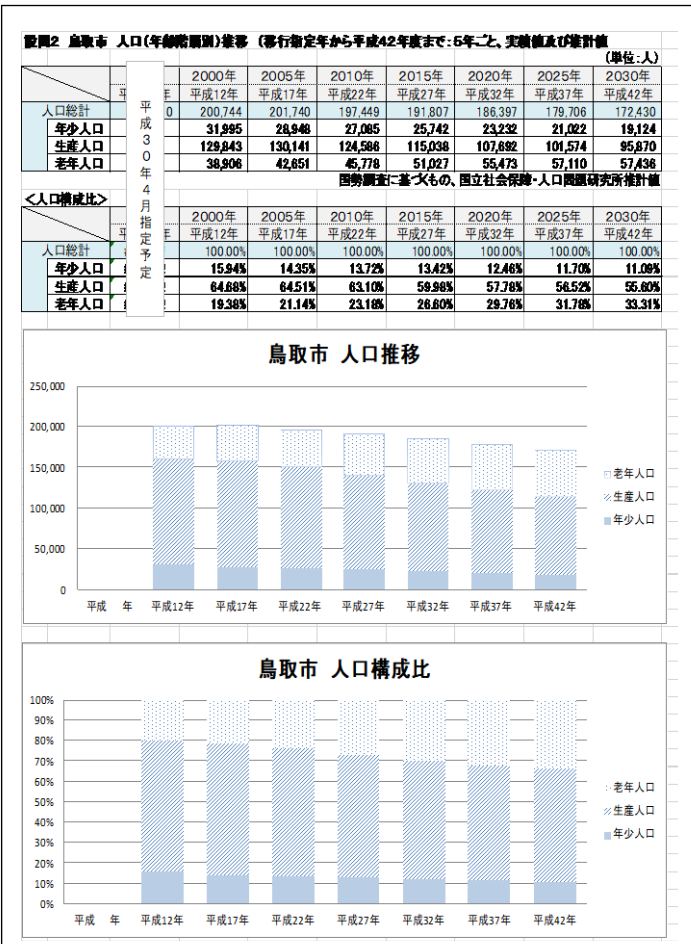 設問2 鳥取市 人口(年齢階層別)推移 (移行指定年から平成42年度まで:5年ごと、実績値及び推計値
(単位:人)
2000年 2005年 2010年 2015年 2020年 2025年 2030年
平 年 平成12年 平成17年 平成22年 平成27年 平成32年 平成37年 平成42年
人口総計 0 200,744 201,740 197,449 191,807 186,397 179,706 172,430
年少人口 31,995 28,948 27,085 25,742 23,232 21,022 19,124
生産人口 129,843 130,141 124,586 115,038 107,692 101,574 95,870
老年人口 38,906 42,651 45,778 51,027 55,473 57,110 57,436
国勢調査に基づくもの、国立社会保障・人口問題研究所推計値
平成30年4月指定予定
<人口構成比>
2000年 2005年 2010年 2015年 2020年 2025年 2030年
平 年 平成12年 平成17年 平成22年 平成27年 平成32年 平成37年 平成42年
人口総計 100.00% 100.00% 100.00% 100.00% 100.00% 100.00% 100.00%
年少人口 15.94% 14.35% 13.72% 13.42% 12.46% 11.70% 11.09%
生産人口 64.68% 64.51% 63.10% 59.98% 57.78% 56.52% 55.60%
老年人口 19.38% 21.14% 23.18% 26.60% 29.76% 31.78% 33.31%
鳥取市 人口推移
250,000
200,000
150,000
100,000
50,000
0
平成 年 平成12年 平成17年 平成22年 平成27年 平成32年 平成37年 平成42年
老年人口
生産人口
年少人口
鳥取市 人口構成比
100%
90%
80%
70%
60%
50%
40%
30%
20%
10%
0%
平成 年 平成12年 平成17年 平成22年 平成27年 平成32年 平成37年 平成42年
老年人口
生産人口
年少人口